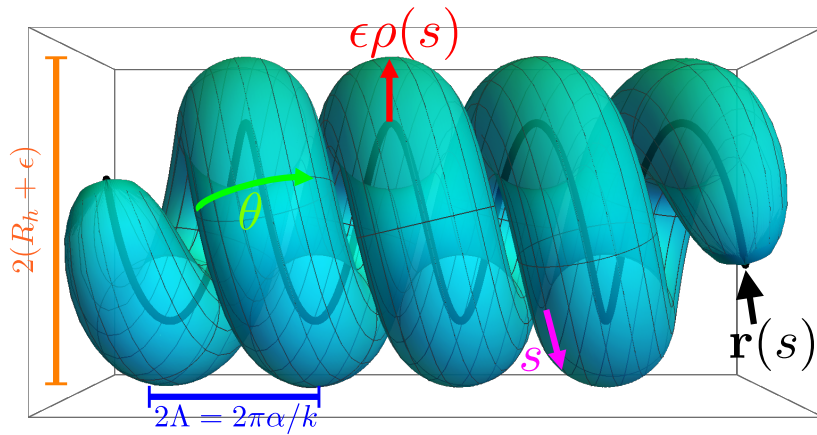 ϵρ(s)
2(R_h + ϵ)
θ
r(s)
s
2Λ = 2πα/k